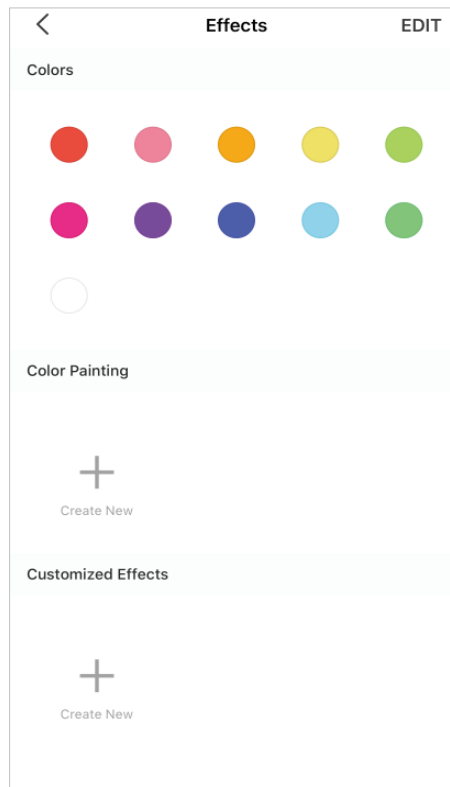 Effects EDIT
Colors
Color Painting
Create New
Customized Effects
Create New